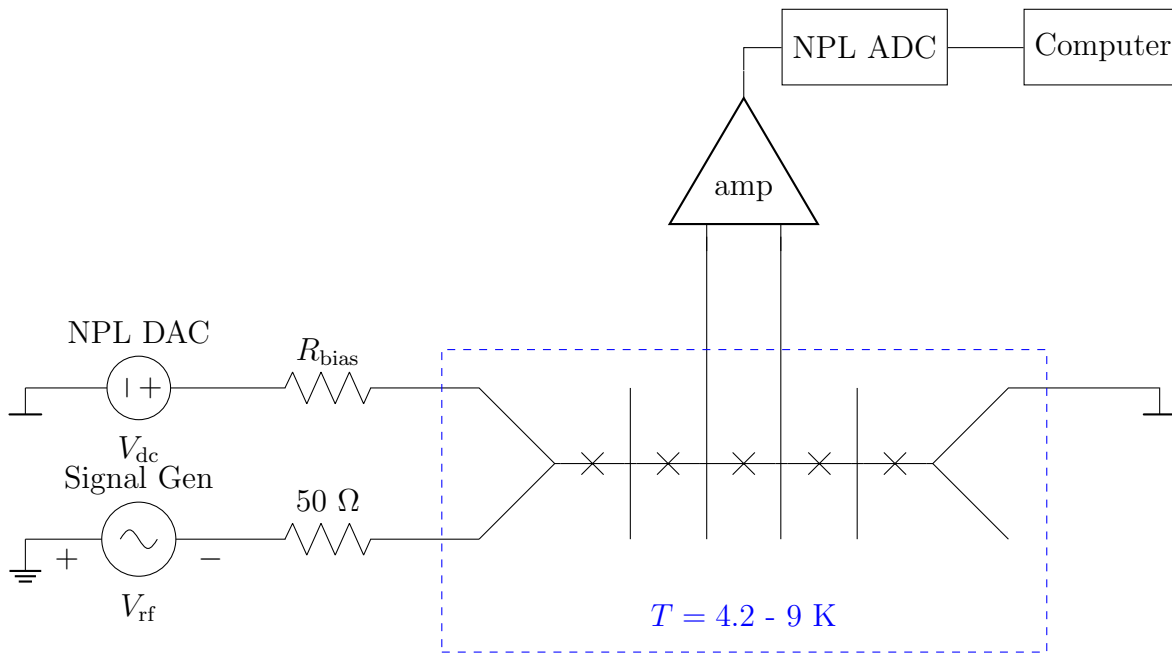 NPL ADC
Computer
amp
NPL DAC
R_bias
− +
V_dc
Signal Gen
50 Ω
+ −
V_rf
T = 4.2 - 9 K